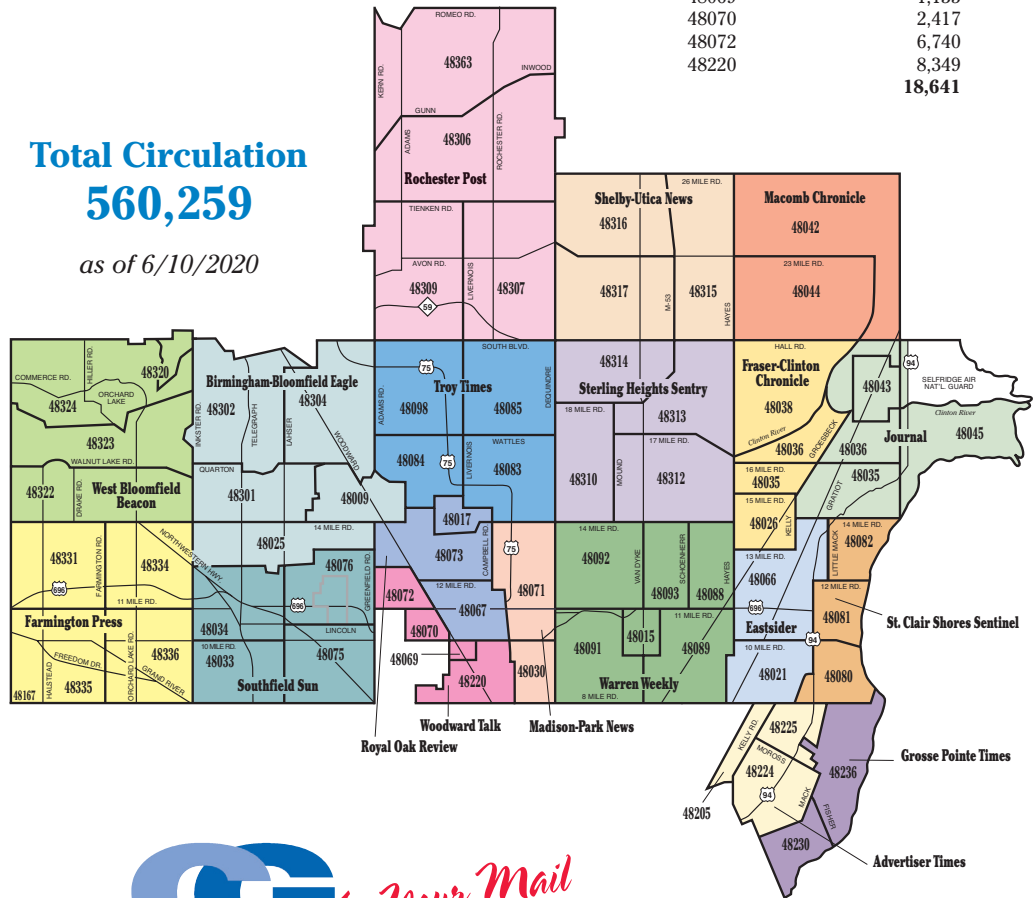 48070 2,417
48072 6,740
48220 8,349
18,641
Total Circulation
560,259
as of 6/10/2020
ROMEO RD.
KERN RD.
48363
INWOOD
GUNN
ADAMS
48306
ROCHESTER RD.
Rochester Post
TIENKEN RD.
AVON RD.
48309
LIVERNOIS
48307
59
Shelby-Utica News
26 MILE RD.
48316
48317
M-53
48315
HAYES
Macomb Chronicle
48042
23 MILE RD.
48044
COMMERCE RD.
HILLER RD.
48320
ORCHARD
LAKE
48324
48323
WALNUT LAKE RD.
48322
DRAKE RD.
West Bloomfield
Beacon
Birmingham-Bloomfield Eagle
48302
48304
INKSTER RD.
TELEGRAPH
LAHSER
WOODWARD
QUARTON
48301
48009
14 MILE RD.
48025
SOUTH BLVD.
75
Troy Times
ADAMS RD.
48098
48085
DEQUINDRE
WATTLES
48084
75
LIVERNOIS
48083
48314
Sterling Heights Sentry
18 MILE RD.
48313
17 MILE RD.
48310
MOUND
48312
HALL RD.
Fraser-Clinton
Chronicle
48038
Clinton River
48036
GROESBECK
16 MILE RD.
48035
15 MILE RD.
48026
KELLY
94
SELFRIDGE AIR
NAT'L. GUARD
48043
Clinton River
Journal
48045
48036
48035
GRATIOT
48331
FARMINGTON RD.
48334
NORTHWESTERN HWY
696
11 MILE RD.
Farmington Press
48336
FREEDOM DR.
ORCHARD LAKE RD.
GRAND RIVER
48167
HALSTEAD
48335
48076
GREENFIELD RD.
696
LINCOLN
48034
10 MILE RD.
48033
48075
Southfield Sun
48017
48073
CAMPBELL RD.
12 MILE RD.
48067
48072
48070
48069
48220
75
48071
48030
14 MILE RD.
48092
VAN DYKE
SCHOENHERR
HAYES
48093
48088
11 MILE RD.
48015
48091
48089
Warren Weekly
8 MILE RD.
13 MILE RD.
48066
696
Eastsider
10 MILE RD.
48021
94
LITTLE MACK
14 MILE RD.
48082
12 MILE RD.
48081
St. Clair Shores Sentinel
48080
Woodward Talk
Royal Oak Review
Madison-Park News
KELLY RD.
48225
MOROSS
48224
94
MACK
48205
48236
FISHER
48230
Grosse Pointe Times
Advertiser Times
Your Mail